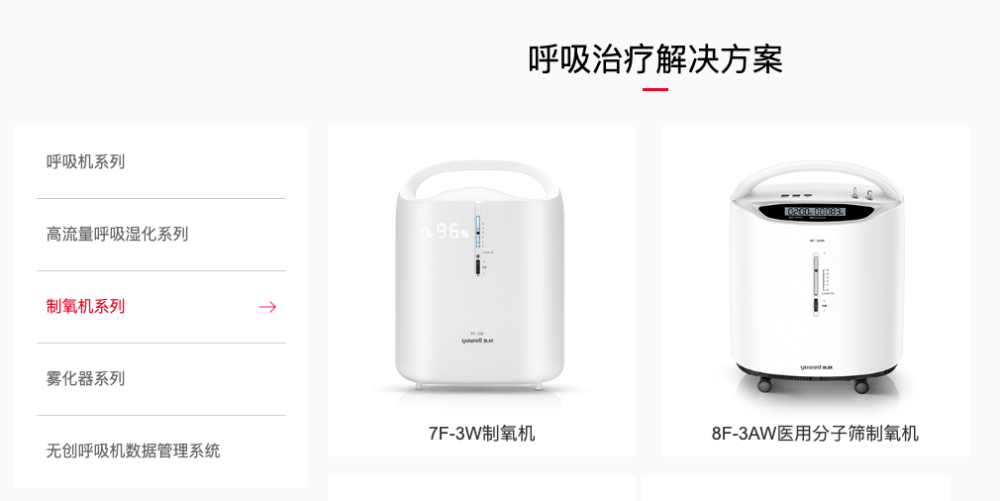 呼吸治疗解决方案
呼吸机系列
高流量呼吸湿化系列
制氧机系列
雾化器系列
无创呼吸机数据管理系统
96%
yuwell 鱼跃
7F-3W制氧机
8F-3AW
yuwell 鱼跃
8F-3AW医用分子筛制氧机